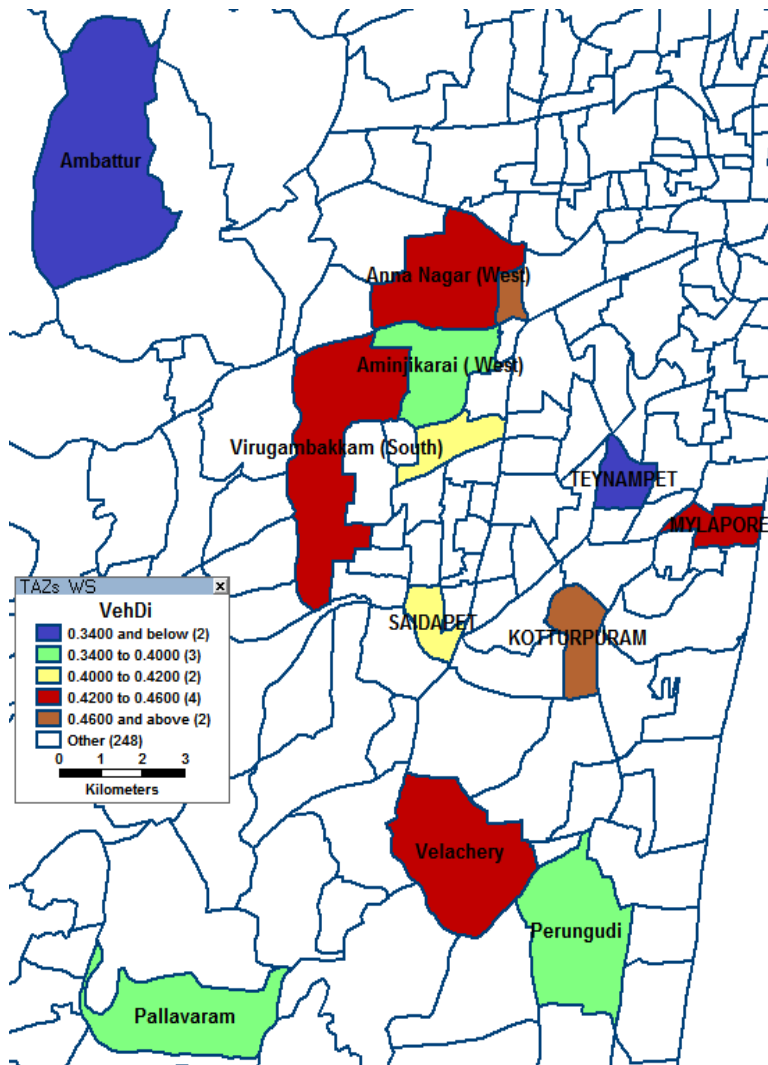 Ambattur
Anna Nagar (West)
Aminjikarai ( West)
Virugambakkam (South)
TEYNAMPET
MYLAPORE
TAZs WS
x
VehDi
0.3400 and below (2)
0.3400 to 0.4000 (3)
0.4000 to 0.4200 (2)
0.4200 to 0.4600 (4)
0.4600 and above (2)
Other (248)
0 1 2 3
Kilometers
SAIDAPET
KOTTURPURAM
Velachery
Perungudi
Pallavaram